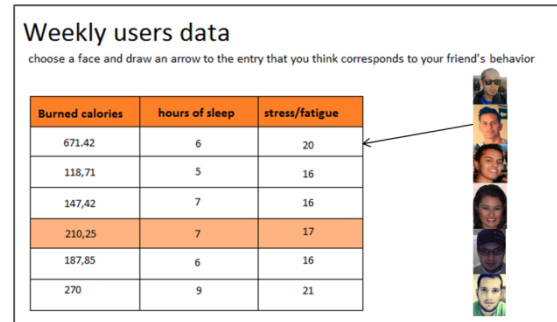 Weekly users data
choose a face and draw an arrow to the entry that you think corresponds to your friend's behavior
Burned calories hours of sleep stress/fatigue
671.42 6 20
118,71 5 16
147,42 7 16
210,25 7 17
187,85 6 16
270 9 21